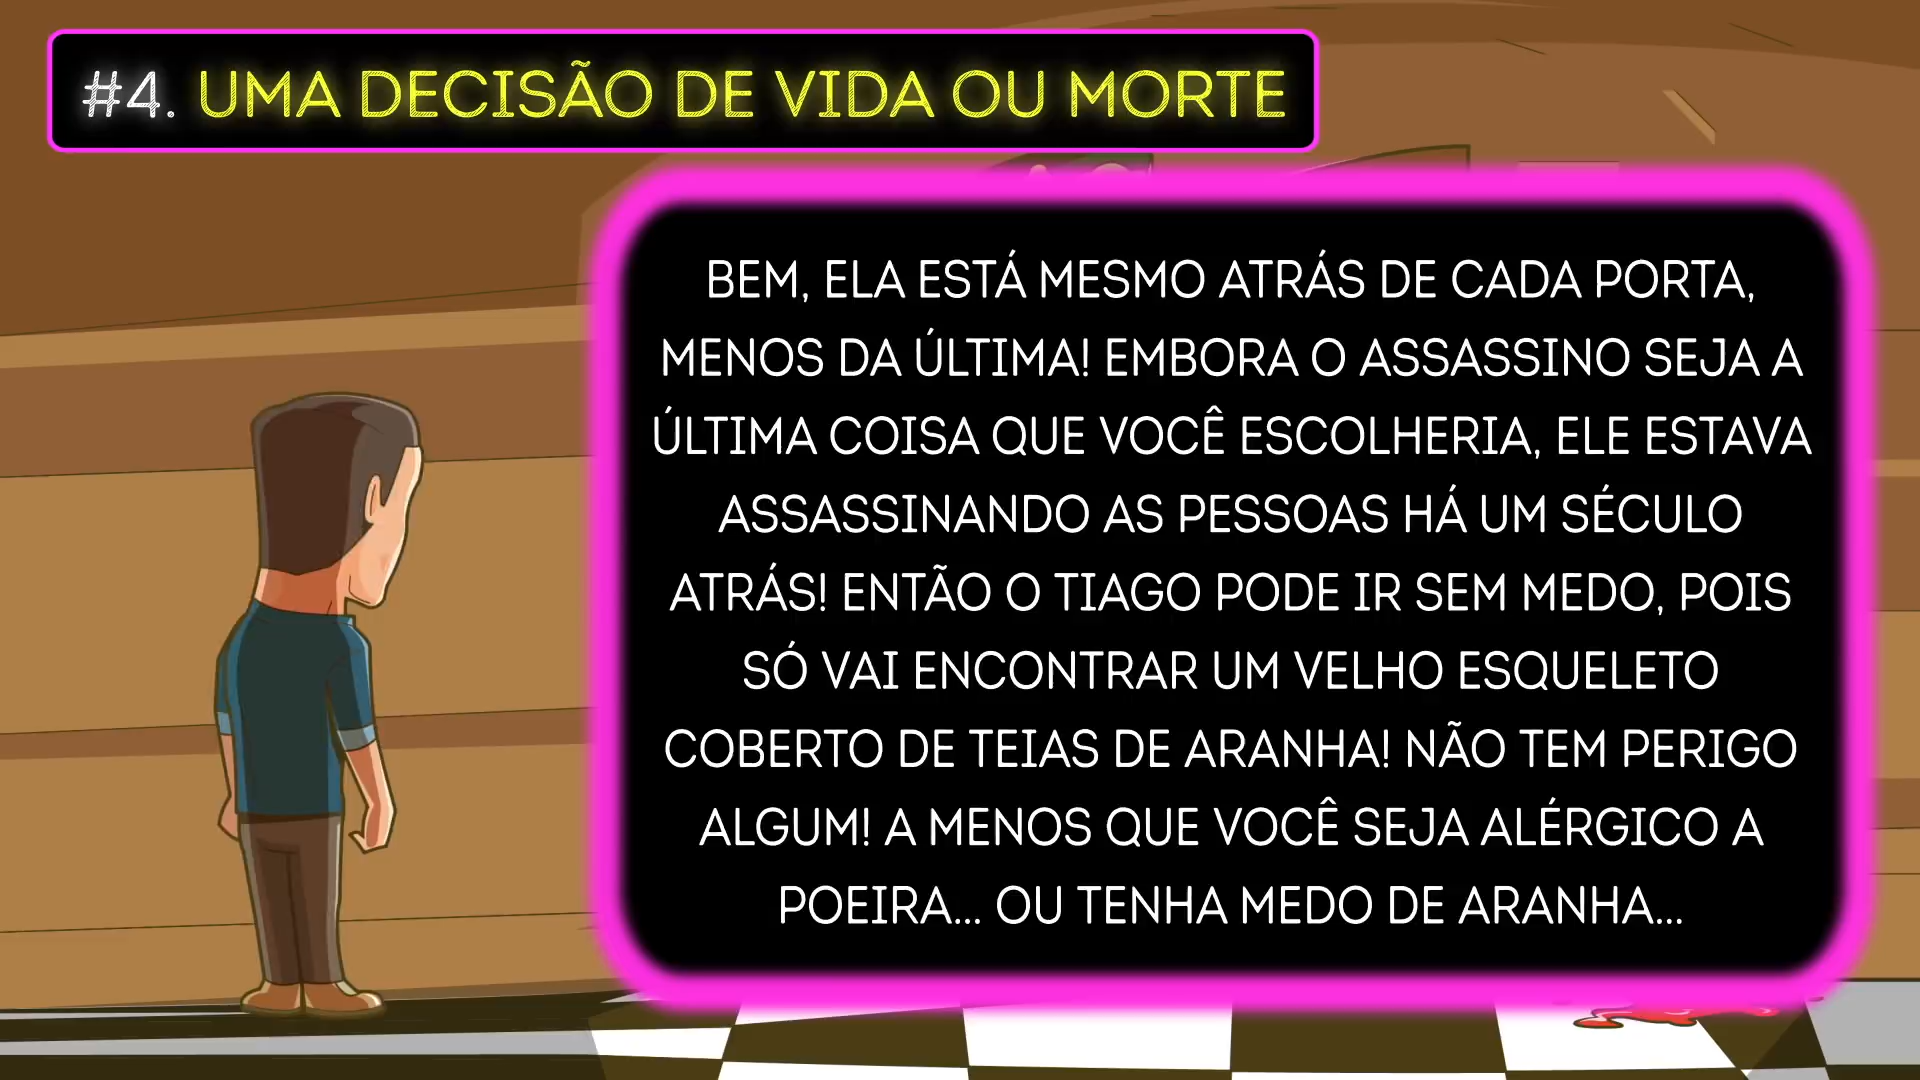 #4. UMA DECISÃO DE VIDA OU MORTE
BEM, ELA ESTÁ MESMO ATRÁS DE CADA PORTA,
MENOS DA ÚLTIMA! EMBORA O ASSASSINO SEJA A
ÚLTIMA COISA QUE VOCÊ ESCOLHERIA, ELE ESTAVA
ASSASSINANDO AS PESSOAS HÁ UM SÉCULO
ATRÁS! ENTÃO O TIAGO PODE IR SEM MEDO, POIS
SÓ VAI ENCONTRAR UM VELHO ESQUELETO
COBERTO DE TEIAS DE ARANHA! NÃO TEM PERIGO
ALGUM! A MENOS QUE VOCÊ SEJA ALÉRGICO A
POEIRA... OU TENHA MEDO DE ARANHA...